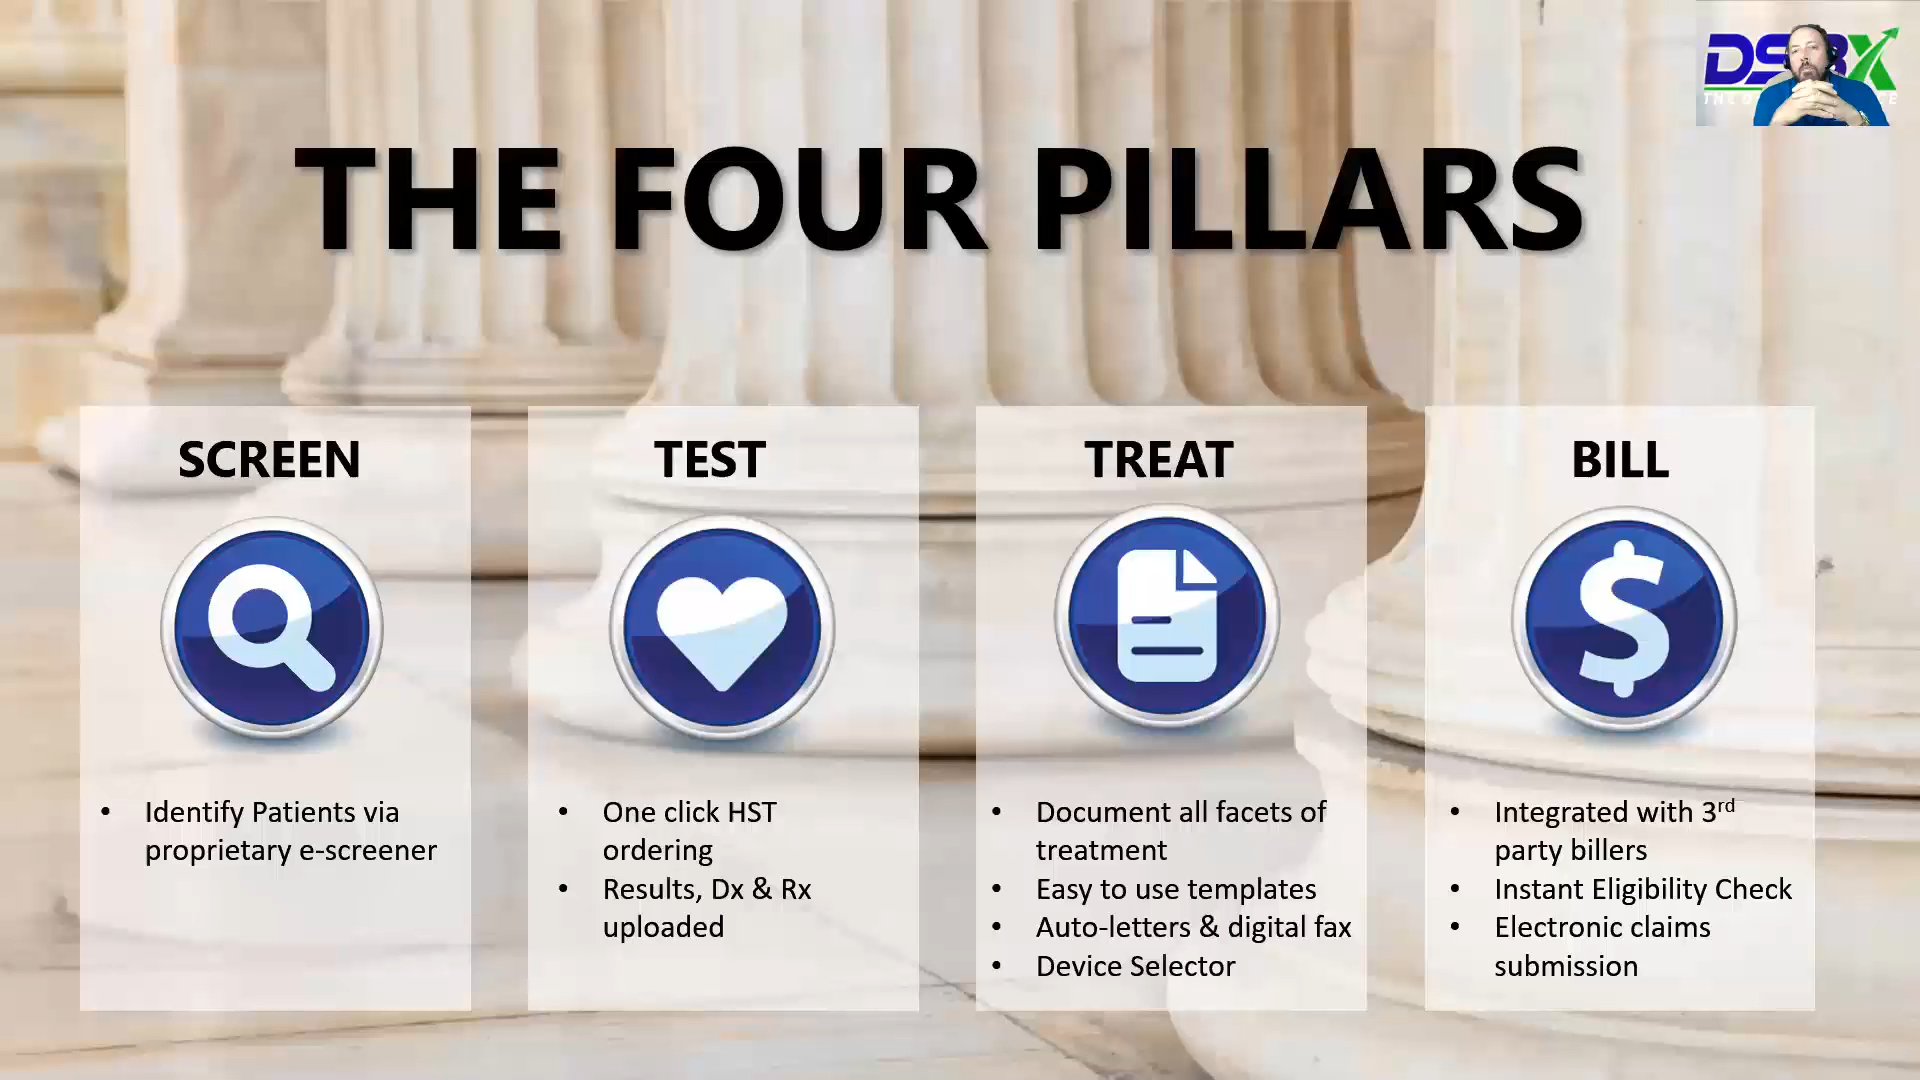 THE FOUR PILLARS
SCREEN
• Identify Patients via
proprietary e-screener
TEST
• One click HST
ordering
• Results, Dx & Rx
uploaded
TREAT
• Document all facets of
treatment
• Easy to use templates
• Auto-letters & digital fax
• Device Selector
BILL
• Integrated with 3rd
party billers
• Instant Eligibility Check
• Electronic claims
submission